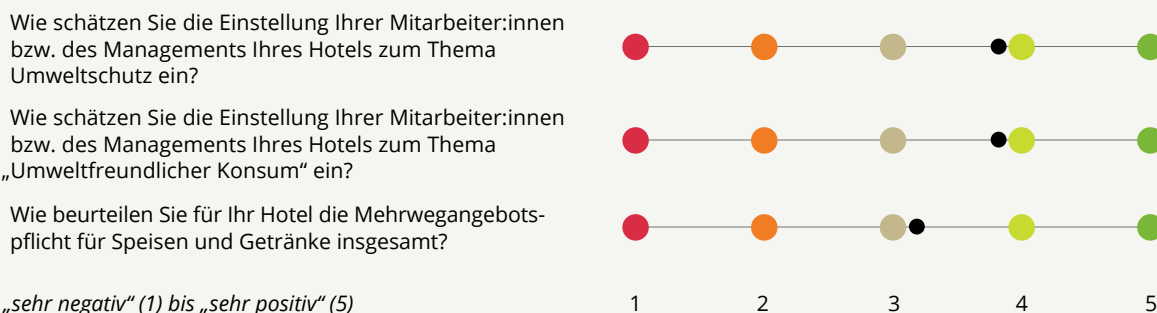 Wie schätzen Sie die Einstellung Ihrer Mitarbeiter:innen
bzw. des Managements Ihres Hotels zum Thema
Umweltschutz ein?
Wie schätzen Sie die Einstellung Ihrer Mitarbeiter:innen
bzw. des Managements Ihres Hotels zum Thema
„Umweltfreundlicher Konsum“ ein?
Wie beurteilen Sie für Ihr Hotel die Mehrwegangebots-
pflicht für Speisen und Getränke insgesamt?
„sehr negativ“ (1) bis „sehr positiv“ (5) 1 2 3 4 5